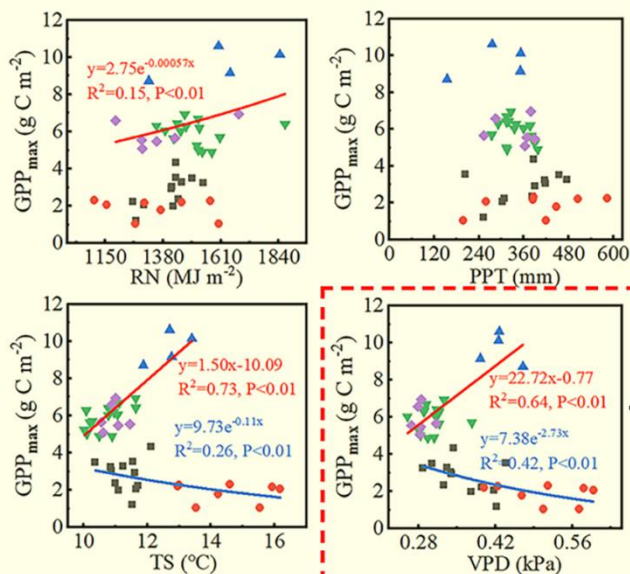 GPPmax (g C m-2)
12
10
8
6
4
2
0
y=2.75e-0.00057x
R2=0.15, P<0.01
1150 1380 1610 1840
RN (MJ m-2)
GPPmax (g C m-2)
12
10
8
6
4
2
0
0 120 240 360 480 600
PPT (mm)
GPPmax (g C m-2)
12
10
8
6
4
2
0
y=1.50x-10.09
R2=0.73, P<0.01
y=9.73e-0.11x
R2=0.26, P<0.01
10 12 14 16
TS (°C)
GPPmax (g C m-2)
12
10
8
6
4
2
0
y=22.72x-0.77
R2=0.64, P<0.01
y=7.38e-2.73x
R2=0.42, P<0.01
0.28 0.42 0.56
VPD (kPa)